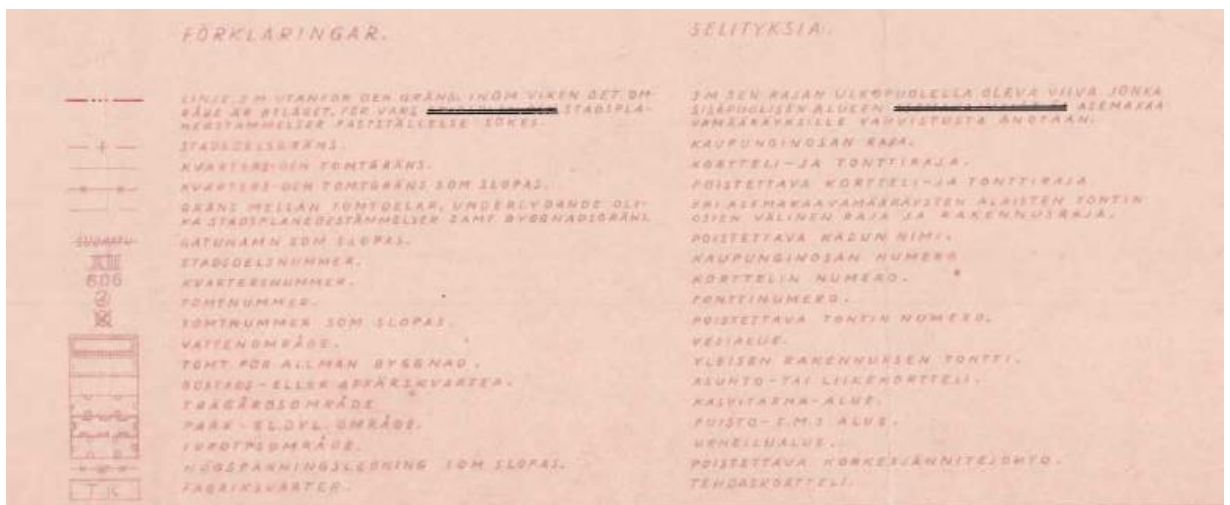 FÖRKLARINGAR.
LINJE 3 M UTANFÖR DEN GRÄNS, INOM VILKEN DET OM-
RÅDE ÄR BELÄGET, FÖR VARS STADSPLA-
NEBESTÄMMELSER FASTSTÄLLELSE SÖKES.
STADSDELSGRÄNS.
KVARTERS-OCH TOMTGRÄNS.
KVARTERS-OCH TOMTGRÄNS SOM SLOPAS.
GRÄNS MELLAN TOMTDELAR, UNDERLYDANDE OLI-
KA STADSPLANEBESTÄMMELSER SAMT BYGGNADSGRÄNS.
GATUNAMN SOM SLOPAS.
XII STADSDELSNUMMER.
606 KVARTERSNUMMER.
2 TOMTNUMMER.
TOMTNUMMER SOM SLOPAS.
VATTENOMRÅDE.
TOMT FÖR ALLMÄN BYGGNAD.
BOSTADS-ELLER AFFÄRSKVARTER.
TRÄGÅRDSOMRÅDE
PARK-EL.DYL. OMRÅDE.
IDROTTSOMRÅDE.
HÖGSPÄNNINGSLEDNING SOM SLOPAS.
TK FABRIKSKVARTER.
SELITYKSIÄ.
3 M SEN RAJAN ULKOPUOLELLA OLEVA VIIVA JONKA
SISÄPUOLISEN ALUEEN ASEMAKAA-
VAMÄÄRÄYKSILLE VAHVISTUSTA ANOTAAN.
KAUPUNGINOSAN RAJA.
KORTTELI-JA TONTTIRAJA.
POISTETTAVA KORTTELI-JA TONTTIRAJA
ERI ASEMAKAAVAMÄÄRÄYSTEN ALAISTEN TONTIN
OSIEN VÄLINEN RAJA JA RAKENNUSRAJA.
POISTETTAVA KADUN NIMI.
KAUPUNGINOSAN NUMERO
KORTTELIN NUMERO.
TONTTINUMERO.
POISTETTAVA TONTIN NUMERO.
VESIALUE.
YLEISEN RAKENNUKSEN TONTTI.
ASUNTO-TAI LIIKEKORTTELI.
KASVITARHA-ALUE.
PUISTO-T.M.S ALUE.
URHEILUALUE.
POISTETTAVA KORKEAJÄNNITEJOHTO.
TEHDASKORTTELI.